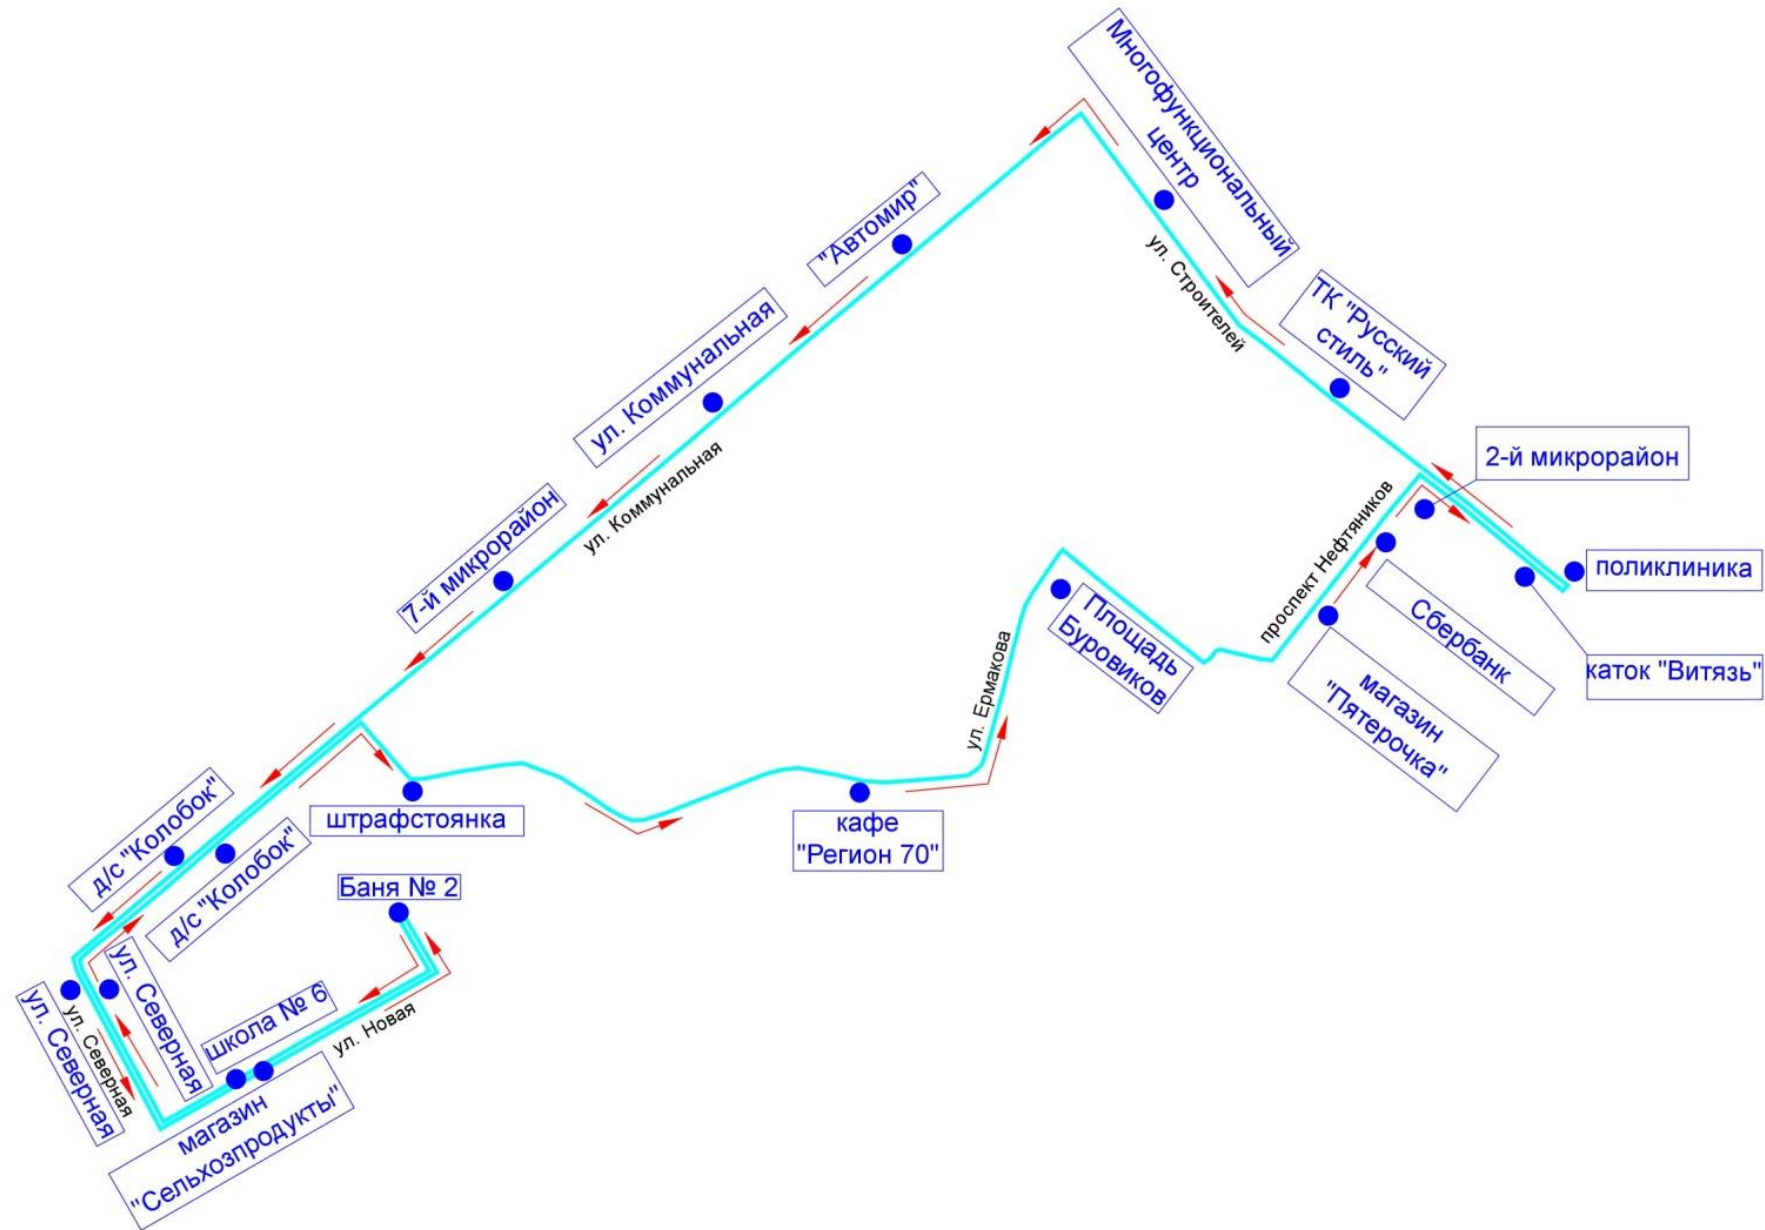 Многофункциональный
центр
"Автомир"
ул. Строителей
ТК "Русский
стиль"
ул. Коммунальная
2-й микрорайон
ул. Коммунальная
7-й микрорайон
проспект Нефтяников
поликлиника
Сбербанк
каток "Витязь"
Площадь
Буровиков
магазин
"Пятерочка"
ул. Ермакова
д/с "Колобок"
штрафстоянка
кафе
"Регион 70"
д/с "Колобок"
Баня № 2
ул. Северная
ул. Северная
ул. Северная
школа № 6
ул. Новая
магазин
"Сельхозпродукты"